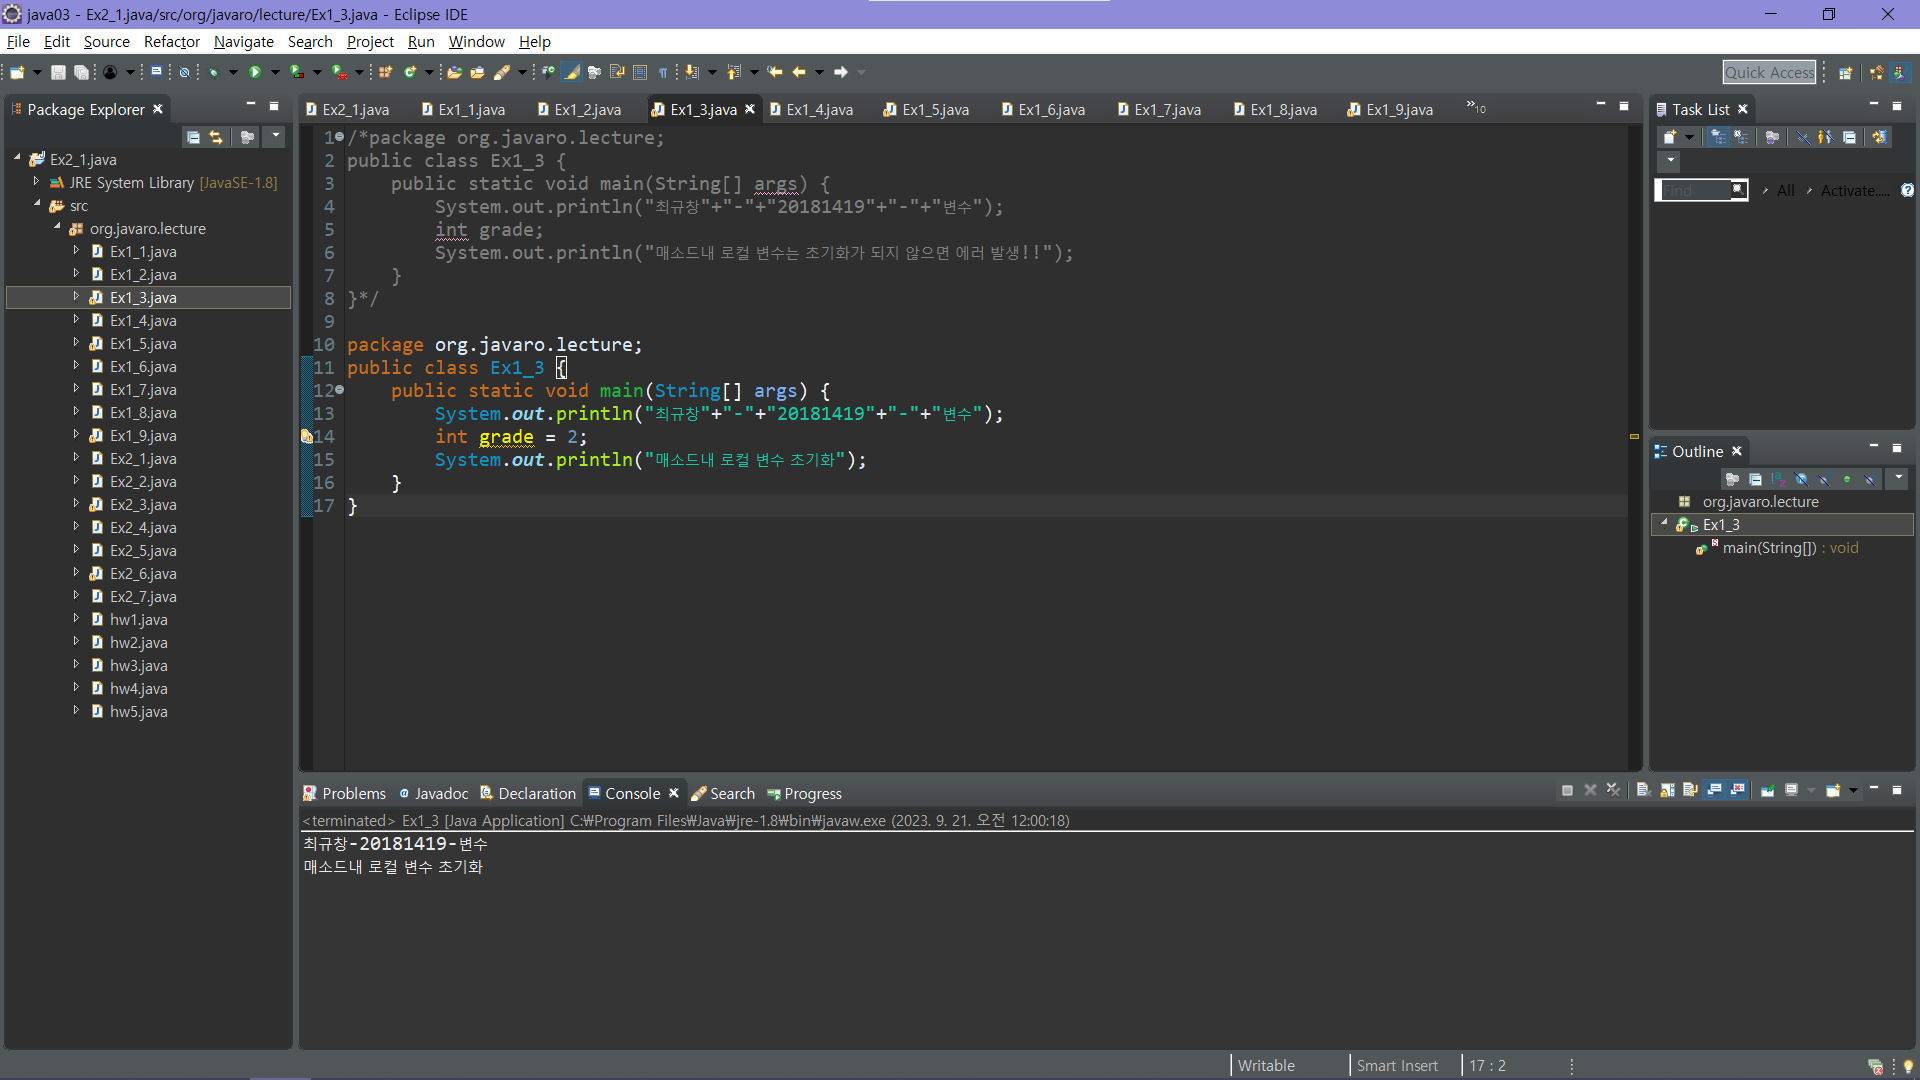 java03 - Ex2_1.java/src/org/javaro/lecture/Ex1_3.java - Eclipse IDE
File Edit Source Refactor Navigate Search Project Run Window Help
Quick Access
Package Explorer
Ex2_1.java
JRE System Library [JavaSE-1.8]
src
org.javaro.lecture
Ex1_1.java
Ex1_2.java
Ex1_3.java
Ex1_4.java
Ex1_5.java
Ex1_6.java
Ex1_7.java
Ex1_8.java
Ex1_9.java
Ex2_1.java
Ex2_2.java
Ex2_3.java
Ex2_4.java
Ex2_5.java
Ex2_6.java
Ex2_7.java
hw1.java
hw2.java
hw3.java
hw4.java
hw5.java
Ex2_1.java Ex1_1.java Ex1_2.java Ex1_3.java Ex1_4.java Ex1_5.java Ex1_6.java Ex1_7.java Ex1_8.java Ex1_9.java »10
1 /*package org.javaro.lecture;
2 public class Ex1_3 {
3 public static void main(String[] args) {
4 System.out.println("최규창"+"-"+"20181419"+"-"+"변수");
5 int grade;
6 System.out.println("매소드내 로컬 변수는 초기화가 되지 않으면 에러 발생!!");
7 }
8 }*/
9
10 package org.javaro.lecture;
11 public class Ex1_3 {
12 public static void main(String[] args) {
13 System.out.println("최규창"+"-"+"20181419"+"-"+"변수");
14 int grade = 2;
15 System.out.println("매소드내 로컬 변수 초기화");
16 }
17 }
Task List
Find All Activate...
Outline
org.javaro.lecture
Ex1_3
main(String[]) : void
Problems Javadoc Declaration Console Search Progress
<terminated> Ex1_3 [Java Application] C:₩Program Files₩Java₩jre-1.8₩bin₩javaw.exe (2023. 9. 21. 오전 12:00:18)
최규창-20181419-변수
매소드내 로컬 변수 초기화
Writable Smart Insert 17 : 2